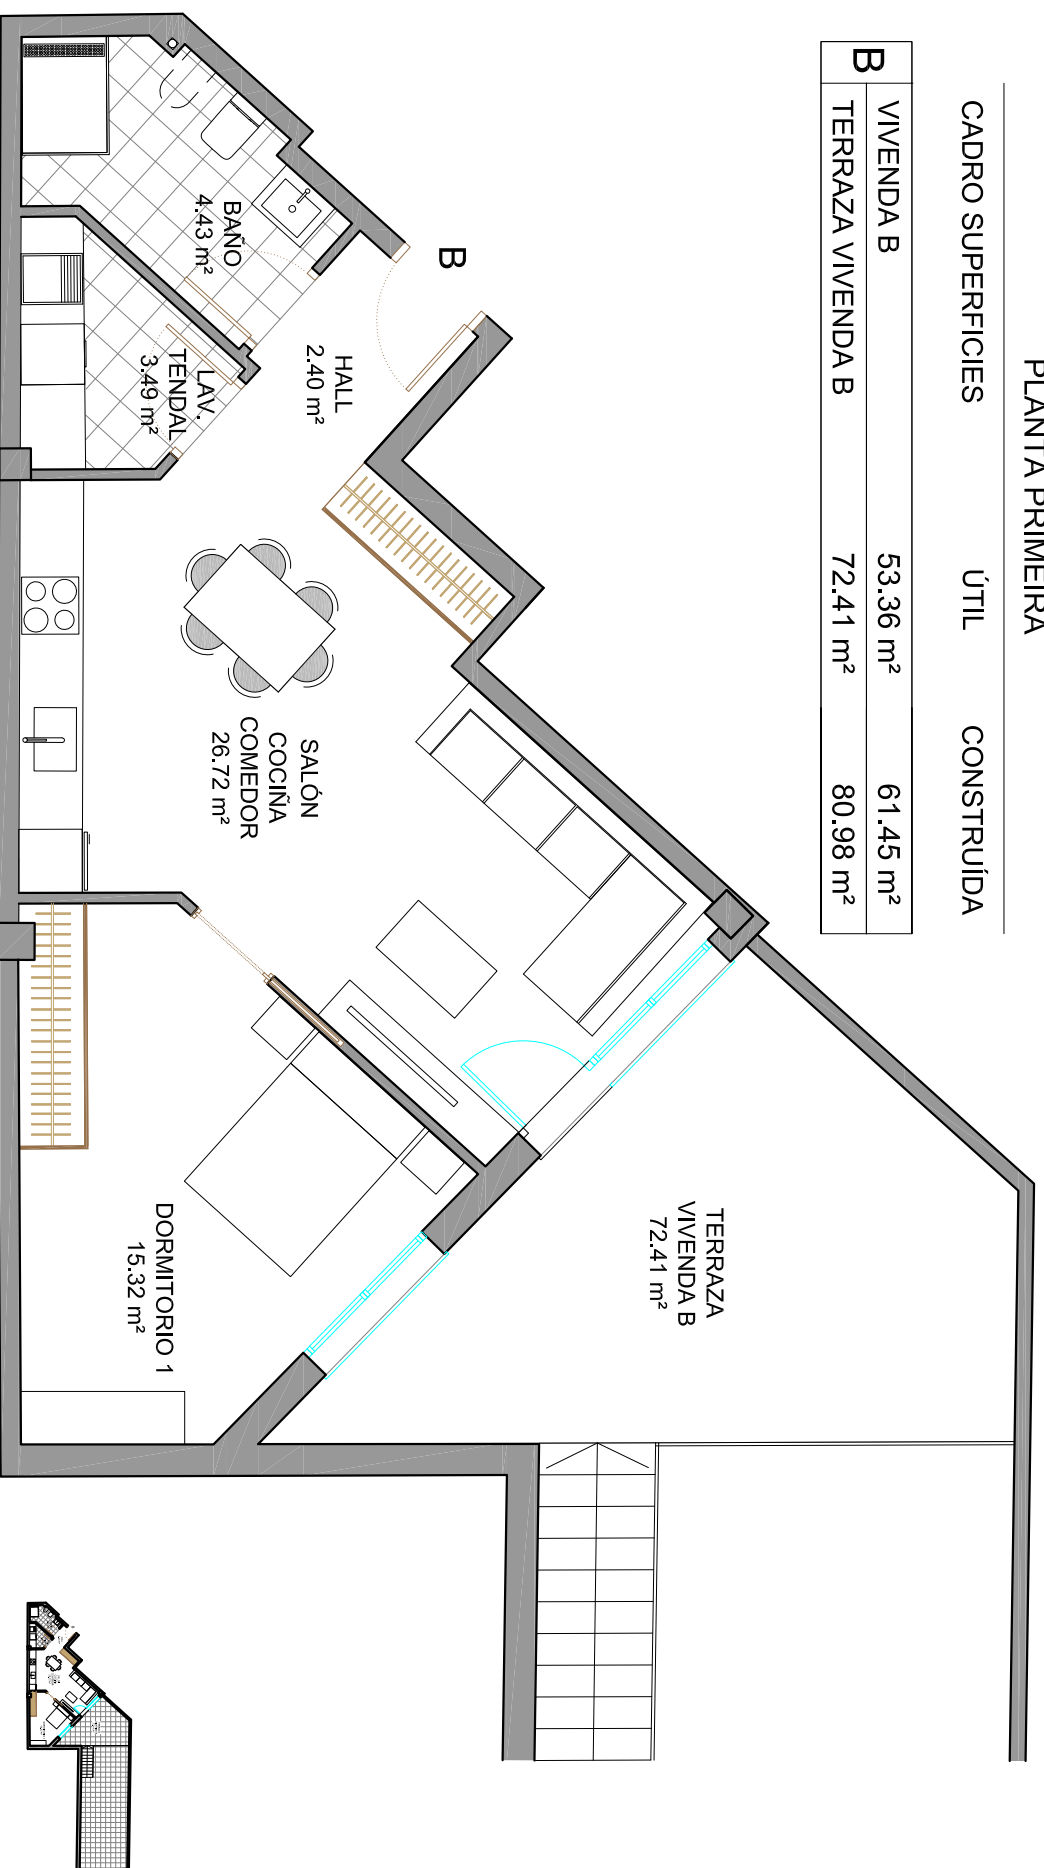 PLANTA PRIMEIRA
CADRO SUPERFICIES ÚTIL CONSTRUÍDA
B
VIVENDA B 53.36 m² 61.45 m²
TERRAZA VIVENDA B 72.41 m² 80.98 m²
B
BAÑO
4.43 m²
HALL
2.40 m²
LAV.
TENDAL
3.49 m²
SALÓN
COCIÑA
COMEDOR
26.72 m²
TERRAZA
VIVENDA B
72.41 m²
DORMITORIO 1
15.32 m²